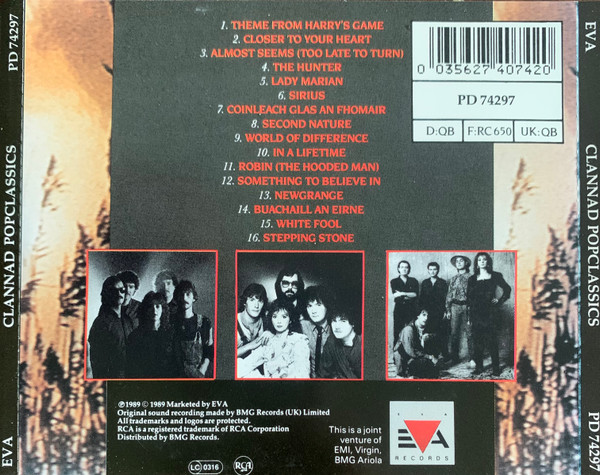 PD 74297
CLANNAD POPCLASSICS
EVA
1. THEME FROM HARRY'S GAME
2. CLOSER TO YOUR HEART
3. ALMOST SEEMS (TOO LATE TO TURN)
4. THE HUNTER
5. LADY MARIAN
6. SIRIUS
7. COINLEACH GLAS AN FHOMAIR
8. SECOND NATURE
9. WORLD OF DIFFERENCE
10. IN A LIFETIME
11. ROBIN (THE HOODED MAN)
12. SOMETHING TO BELIEVE IN
13. NEWGRANGE
14. BUACHAILL AN EIRNE
15. WHITE FOOL
16. STEPPING STONE
0 035627 407420
PD 74297
D:QB F:RC 650 UK:QB
℗ 1989 © 1989 Marketed by EVA
Original sound recording made by BMG Records (UK) Limited
All trademarks and logos are protected.
RCA is a registered trademark of RCA Corporation
Distributed by BMG Records.
LC 0316
RCA
This is a joint
venture of
EMI, Virgin,
BMG Ariola
EVA
RECORDS
EVA
CLANNAD POPCLASSICS
PD 7429